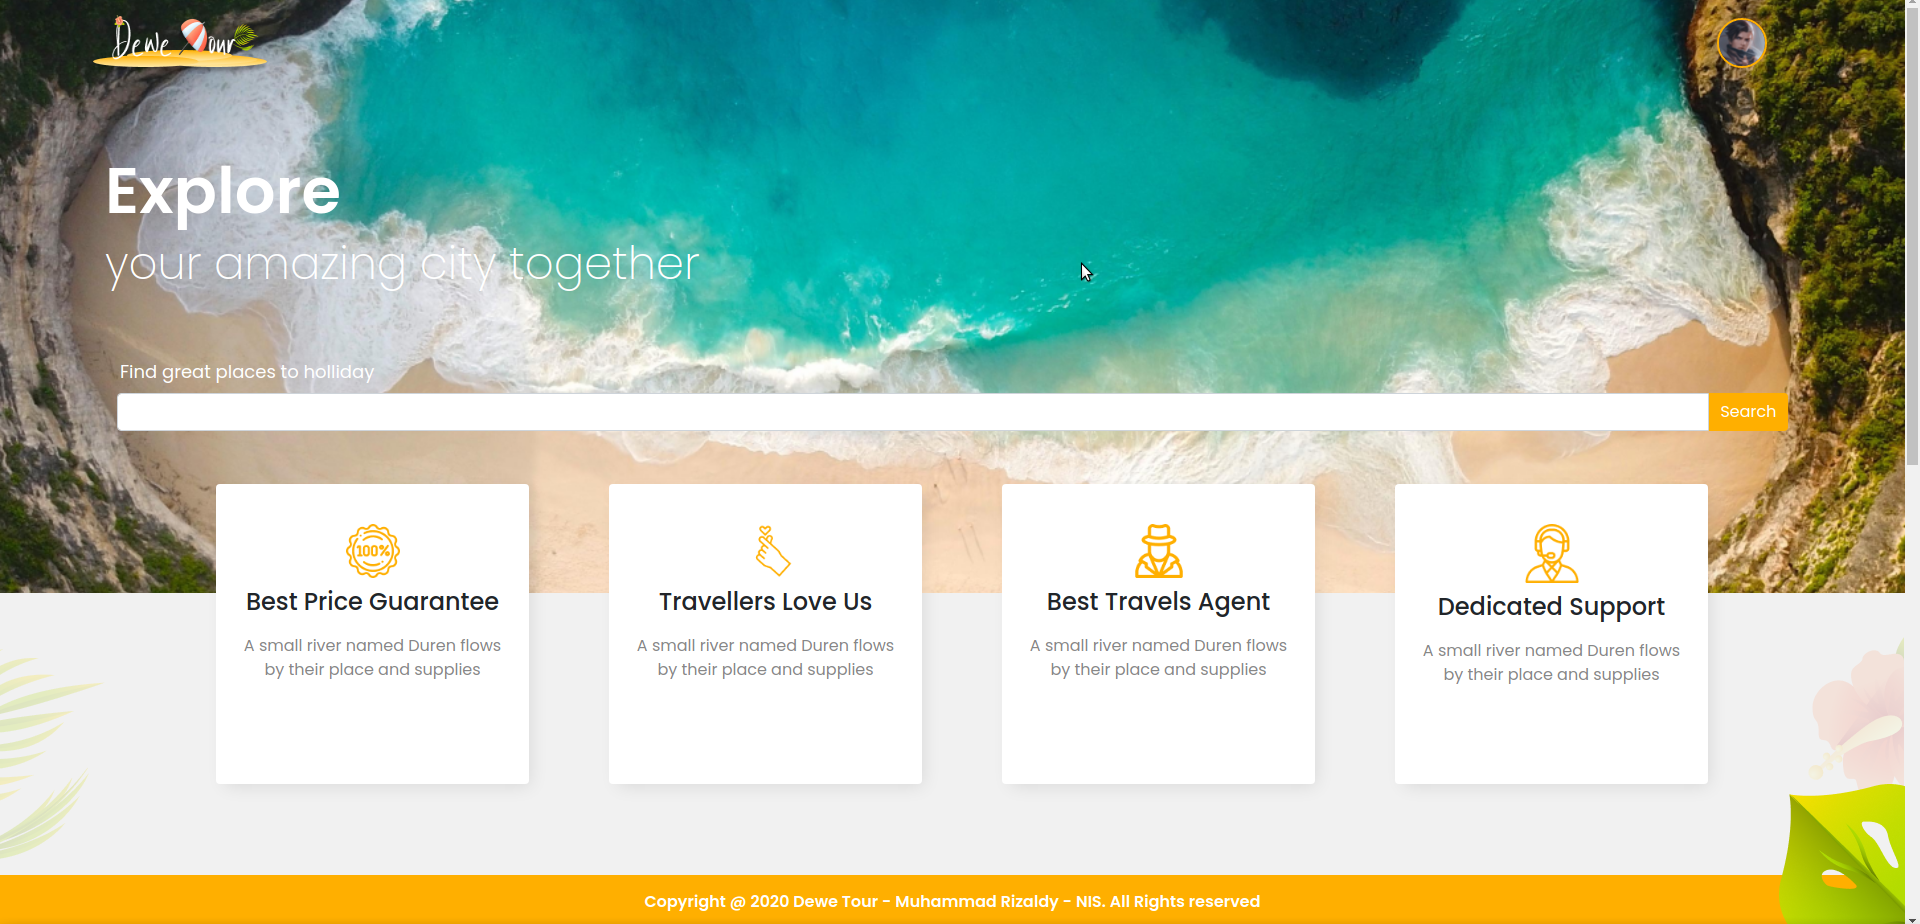 Dewe Tour
Explore
your amazing city together
Find great places to holliday
Search
100%
Best Price Guarantee
A small river named Duren flows
by their place and supplies
Travellers Love Us
A small river named Duren flows
by their place and supplies
Best Travels Agent
A small river named Duren flows
by their place and supplies
Dedicated Support
A small river named Duren flows
by their place and supplies
Copyright @ 2020 Dewe Tour - Muhammad Rizaldy - NIS. All Rights reserved